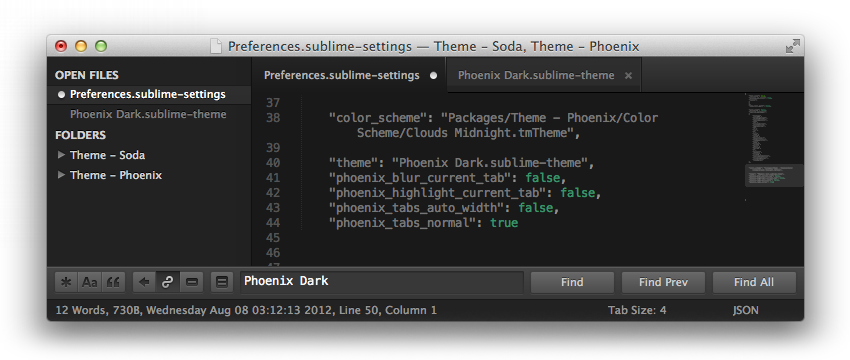 Preferences.sublime-settings — Theme - Soda, Theme - Phoenix
OPEN FILES
Preferences.sublime-settings
Phoenix Dark.sublime-theme
FOLDERS
Theme - Soda
Theme - Phoenix
Preferences.sublime-settings
Phoenix Dark.sublime-theme ×
37
38 "color_scheme": "Packages/Theme - Phoenix/Color
Scheme/Clouds Midnight.tmTheme",
39
40 "theme": "Phoenix Dark.sublime-theme",
41 "phoenix_blur_current_tab": false,
42 "phoenix_highlight_current_tab": false,
43 "phoenix_tabs_auto_width": false,
44 "phoenix_tabs_normal": true
45
46
Aa
Phoenix Dark
Find
Find Prev
Find All
12 Words, 730B, Wednesday Aug 08 03:12:13 2012, Line 50, Column 1
Tab Size: 4
JSON